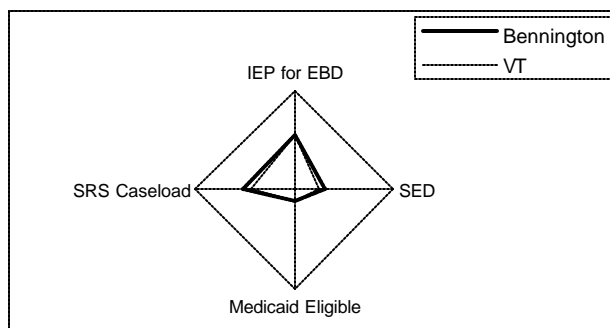 Bennington
VT
IEP for EBD
SRS Caseload
SED
Medicaid Eligible